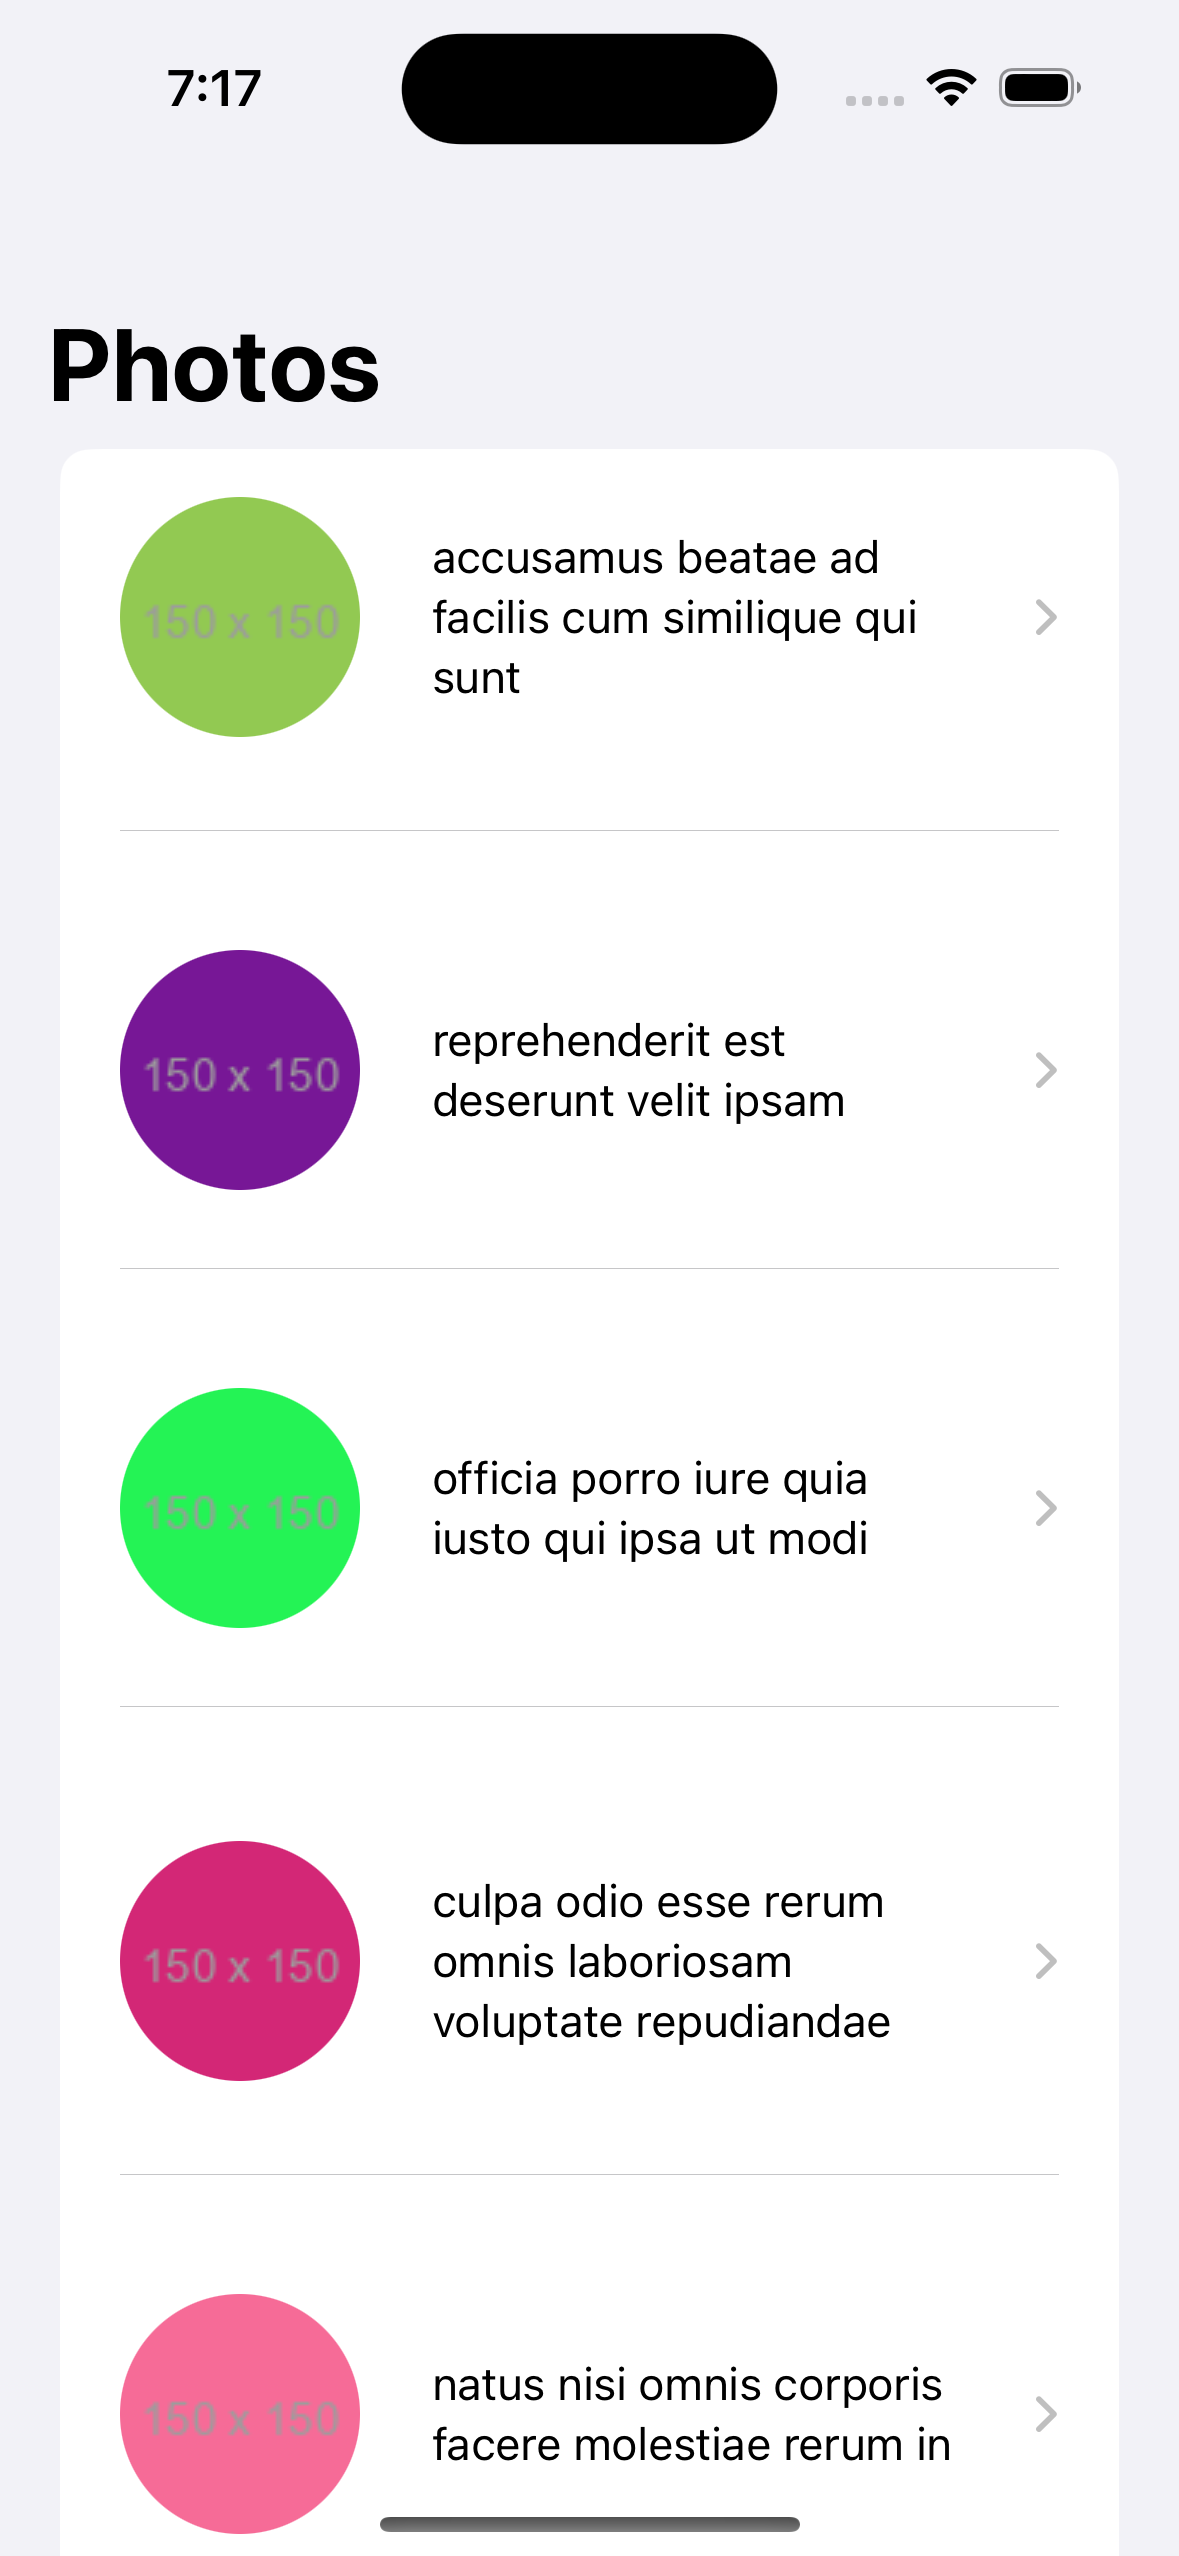 7:17
Photos
150 x 150
accusamus beatae ad
facilis cum similique qui
sunt
150 x 150
reprehenderit est
deserunt velit ipsam
150 x 150
officia porro iure quia
iusto qui ipsa ut modi
150 x 150
culpa odio esse rerum
omnis laboriosam
voluptate repudiandae
150 x 150
natus nisi omnis corporis
facere molestiae rerum in